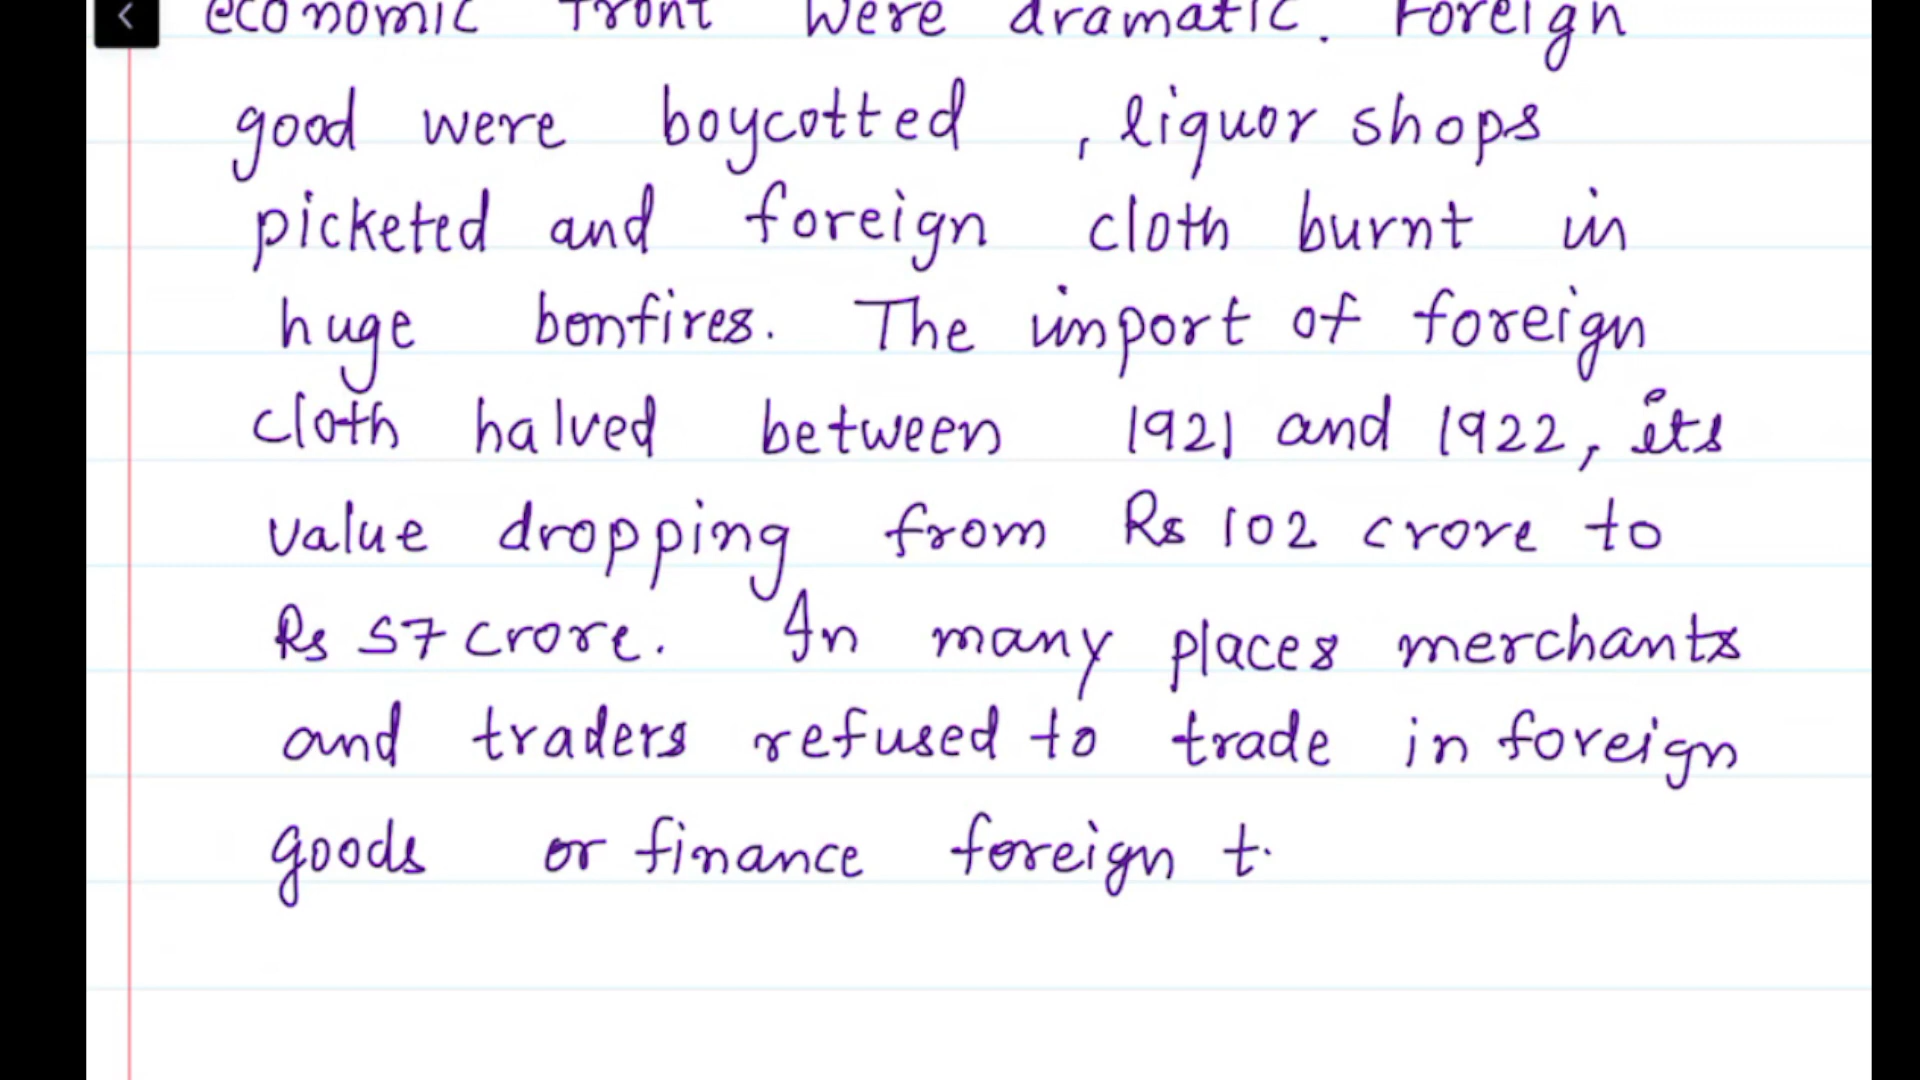 economic front were dramatic. Foreign
good were boycotted , liquor shops
picketed and foreign cloth burnt in
huge bonfires. The import of foreign
cloth halved between 1921 and 1922, its
value dropping from Rs 102 crore to
Rs 57 crore. In many places merchants
and traders refused to trade in foreign
goods or finance foreign t